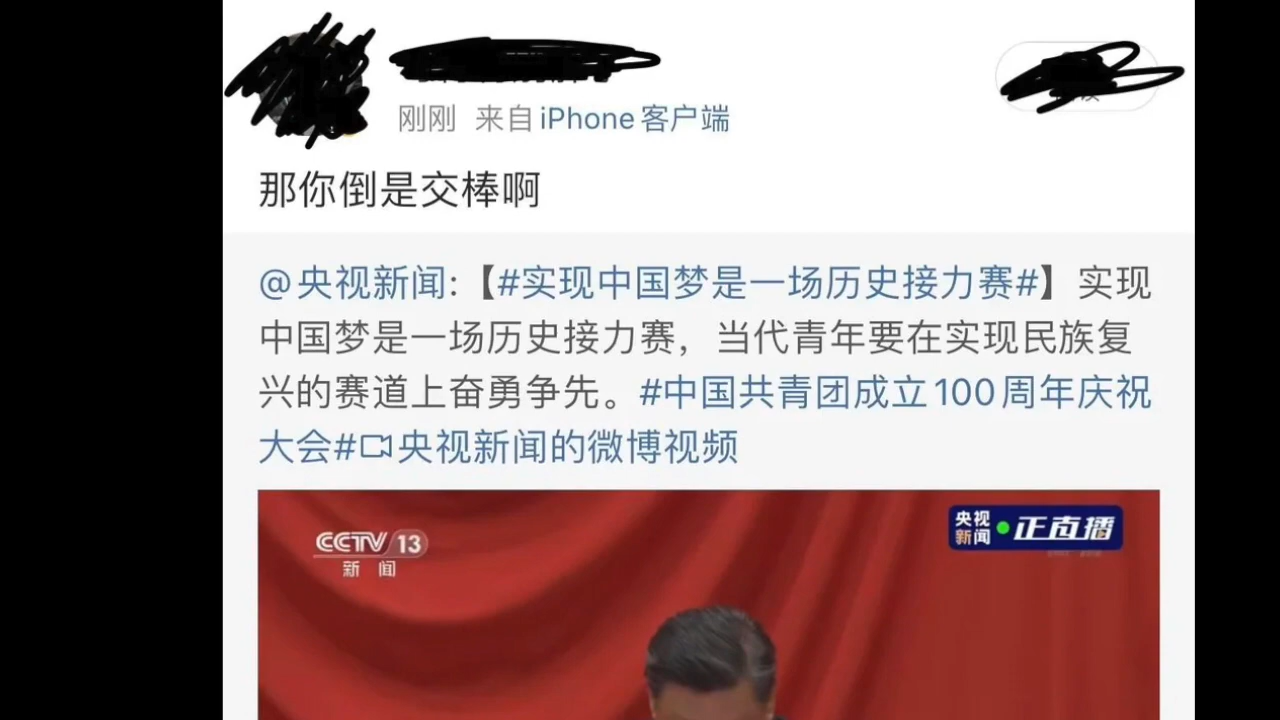 刚刚 来自 iPhone客户端
那你倒是交棒啊
@央视新闻:【#实现中国梦是一场历史接力赛#】实现
中国梦是一场历史接力赛，当代青年要在实现民族复
兴的赛道上奋勇争先。#中国共青团成立100周年庆祝
大会#央视新闻的微博视频
CCTV 13
新闻
央视
新闻
正直播